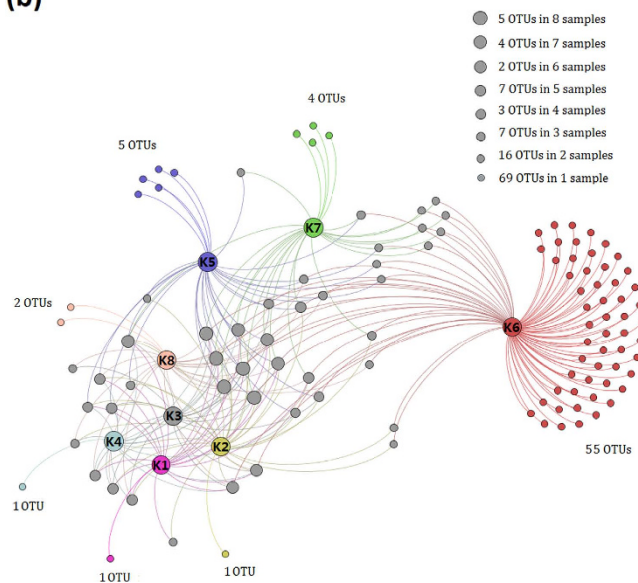 (b)
5 OTUs in 8 samples
4 OTUs in 7 samples
2 OTUs in 6 samples
7 OTUs in 5 samples
3 OTUs in 4 samples
7 OTUs in 3 samples
16 OTUs in 2 samples
69 OTUs in 1 sample
4 OTUs
5 OTUs
K7
K5
2 OTUs
K6
K8
K3
K4
K2
K1
55 OTUs
1 OTU
1 OTU
1 OTU